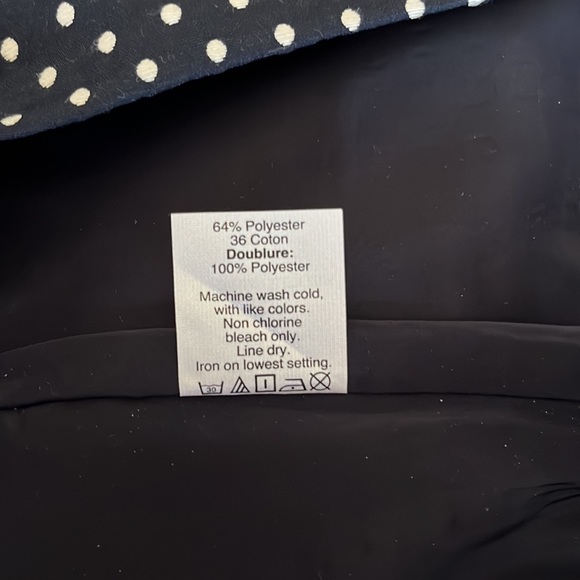 64% Polyester
36 Coton
Doublure:
100% Polyester
Machine wash cold,
with like colors.
Non chlorine
bleach only.
Line dry.
Iron on lowest setting.
30